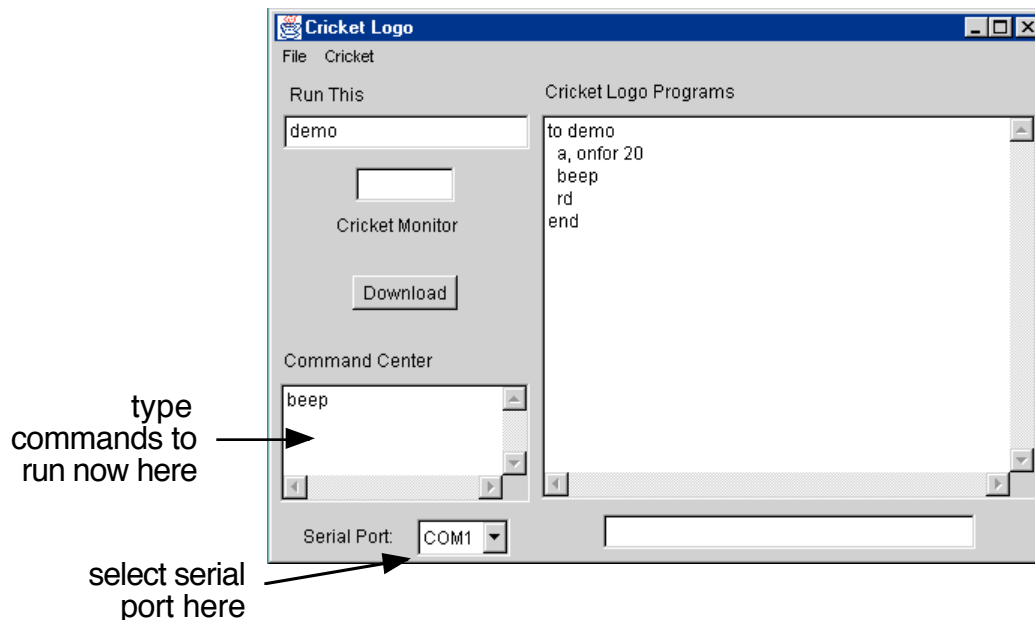 Cricket Logo
File Cricket
Run This
demo
Cricket Monitor
Download
Command Center
beep
Serial Port:
COM1
Cricket Logo Programs
to demo
a, onfor 20
beep
rd
end
type
commands to
run now here
select serial
port here